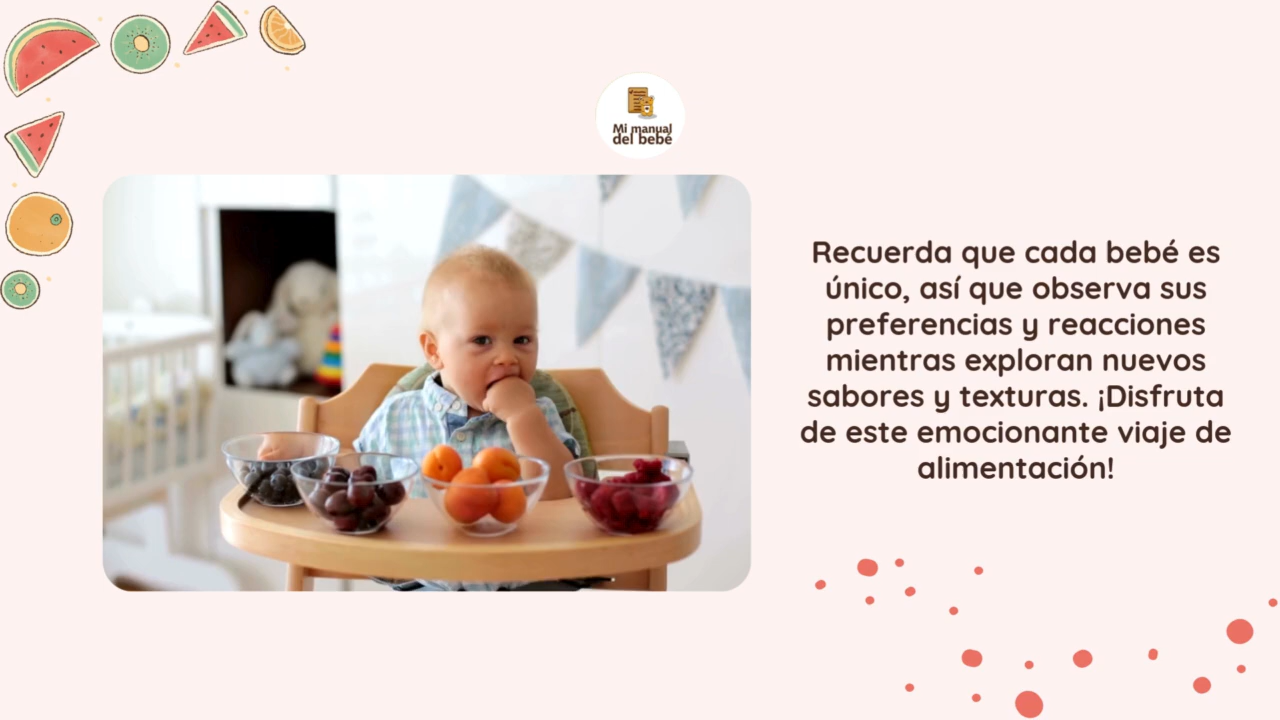 Mi manual
del bebé
Recuerda que cada bebé es
único, así que observa sus
preferencias y reacciones
mientras exploran nuevos
sabores y texturas. ¡Disfruta
de este emocionante viaje de
alimentación!